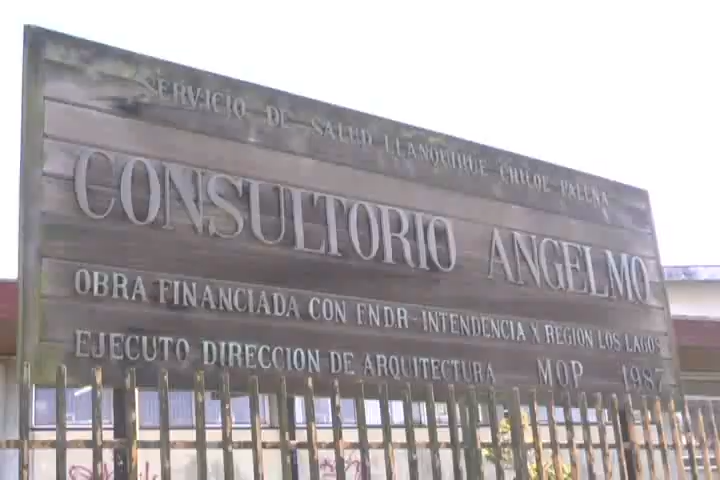 SERVICIO DE SALUD LLANQUIHUE CHILOE PALENA
CONSULTORIO ANGELMO
OBRA FINANCIADA CON FNDR-INTENDENCIA X REGION LOS LAGOS
EJECUTO DIRECCION DE ARQUITECTURA MOP 1987